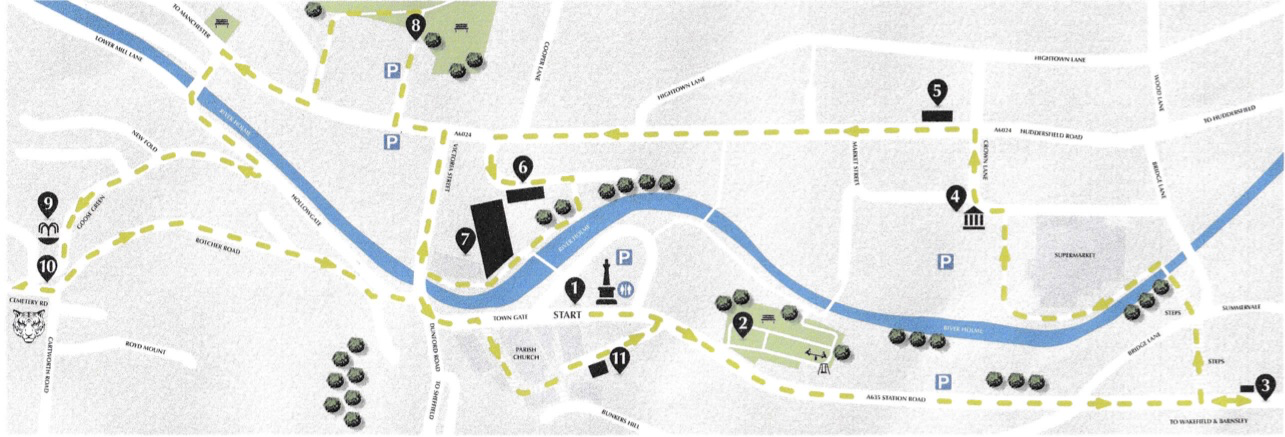 TO MANCHESTER
LOWER MILL LANE
8
P
COOPER LANE
HIGHTOWN LANE
HIGHTOWN LANE
WOOD LANE
TO HUDDERSFIELD
5
RIVER HOLME
P
A6024
A6024
HUDDERSFIELD ROAD
NEW FOLD
VICTORIA STREET
MARKET STREET
CROWN LANE
BRIDGE LANE
6
4
9
GOOSE GREEN
HOLLOWGATE
7
RIVER HOLME
ROTCHER ROAD
P
P
SUPERMARKET
10
CEMETERY RD
1
START
TOWN GATE
2
RIVER HOLME
STEPS
SUMMERVALE
BRIDGE LANE
CARTWORTH ROAD
ROYD MOUNT
DUNFORD ROAD
PARISH
CHURCH
11
STEPS
P
3
A635 STATION ROAD
TO SHEFFIELD
BUNKERS HILL
TO WAKEFIELD & BARNSLEY